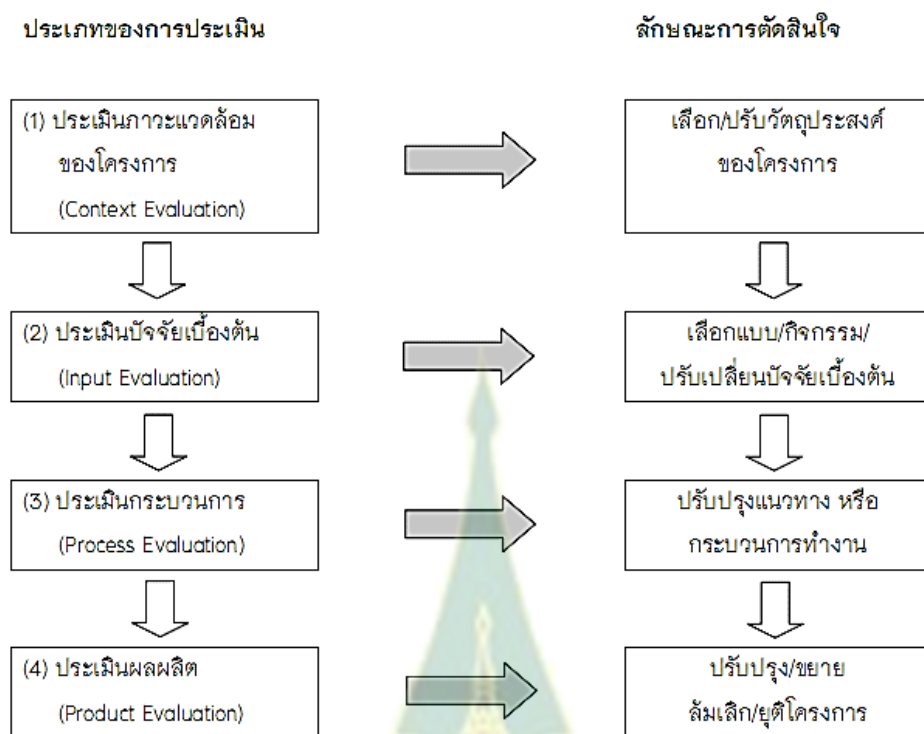 ประเภทของการประเมิน
ลักษณะการตัดสินใจ
(1) ประเมินภาวะแวดล้อม
ของโครงการ
(Context Evaluation)
เลือก/ปรับวัตถุประสงค์
ของโครงการ
(2) ประเมินปัจจัยเบื้องต้น
(Input Evaluation)
เลือกแบบ/กิจกรรม/
ปรับเปลี่ยนปัจจัยเบื้องต้น
(3) ประเมินกระบวนการ
(Process Evaluation)
ปรับปรุงแนวทาง หรือ
กระบวนการทำงาน
(4) ประเมินผลผลิต
(Product Evaluation)
ปรับปรุง/ขยาย
ล้มเลิก/ยุติโครงการ